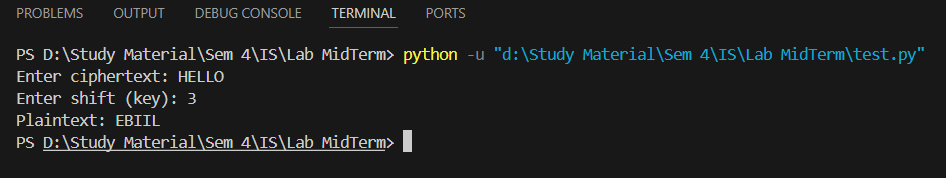 PROBLEMS OUTPUT DEBUG CONSOLE TERMINAL PORTS
PS D:\Study Material\Sem 4\IS\Lab MidTerm> python -u "d:\Study Material\Sem 4\IS\Lab MidTerm\test.py"
Enter ciphertext: HELLO
Enter shift (key): 3
Plaintext: EBIIL
PS D:\Study Material\Sem 4\IS\Lab MidTerm>